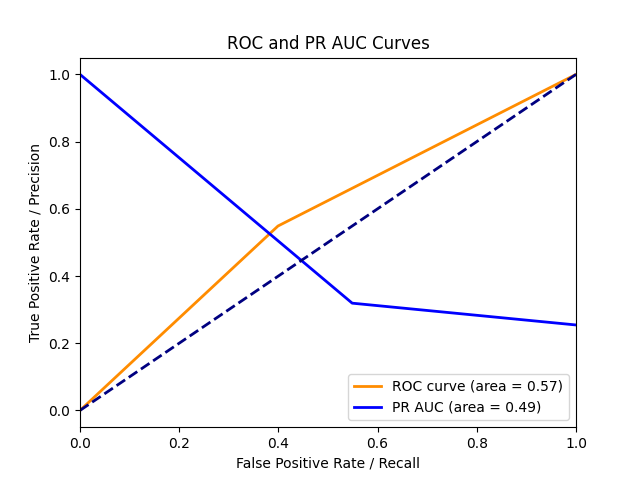 ROC and PR AUC Curves
True Positive Rate / Precision
1.0
0.8
0.6
0.4
0.2
0.0
ROC curve (area = 0.57)
PR AUC (area = 0.49)
0.0 0.2 0.4 0.6 0.8 1.0
False Positive Rate / Recall